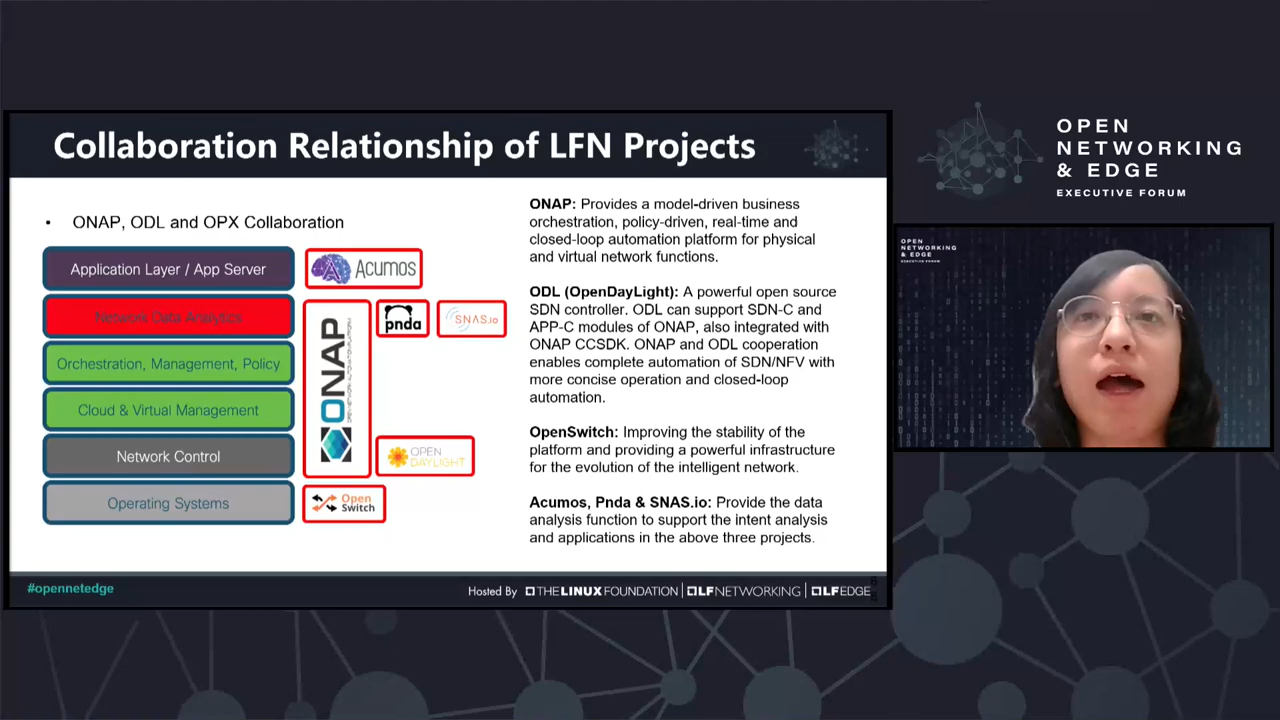 Collaboration Relationship of LFN Projects
• ONAP, ODL and OPX Collaboration
Application Layer / App Server
Acumos
Network Data Analytics
pnda
SNAS.io
Orchestration, Management, Policy
ONAP
Cloud & Virtual Management
Network Control
OPEN
DAYLIGHT
Operating Systems
Open
Switch
ONAP: Provides a model-driven business
orchestration, policy-driven, real-time and
closed-loop automation platform for physical
and virtual network functions.
ODL (OpenDayLight): A powerful open source
SDN controller. ODL can support SDN-C and
APP-C modules of ONAP, also integrated with
ONAP CCSDK. ONAP and ODL cooperation
enables complete automation of SDN/NFV with
more concise operation and closed-loop
automation.
OpenSwitch: Improving the stability of the
platform and providing a powerful infrastructure
for the evolution of the intelligent network.
Acumos, Pnda & SNAS.io: Provide the data
analysis function to support the intent analysis
and applications in the above three projects.
#opennetedge
Hosted By THE LINUX FOUNDATION | LF NETWORKING | LF EDGE
OPEN
NETWORKING
& EDGE
EXECUTIVE FORUM
OPEN
NETWORKING
& EDGE
EXECUTIVE FORUM